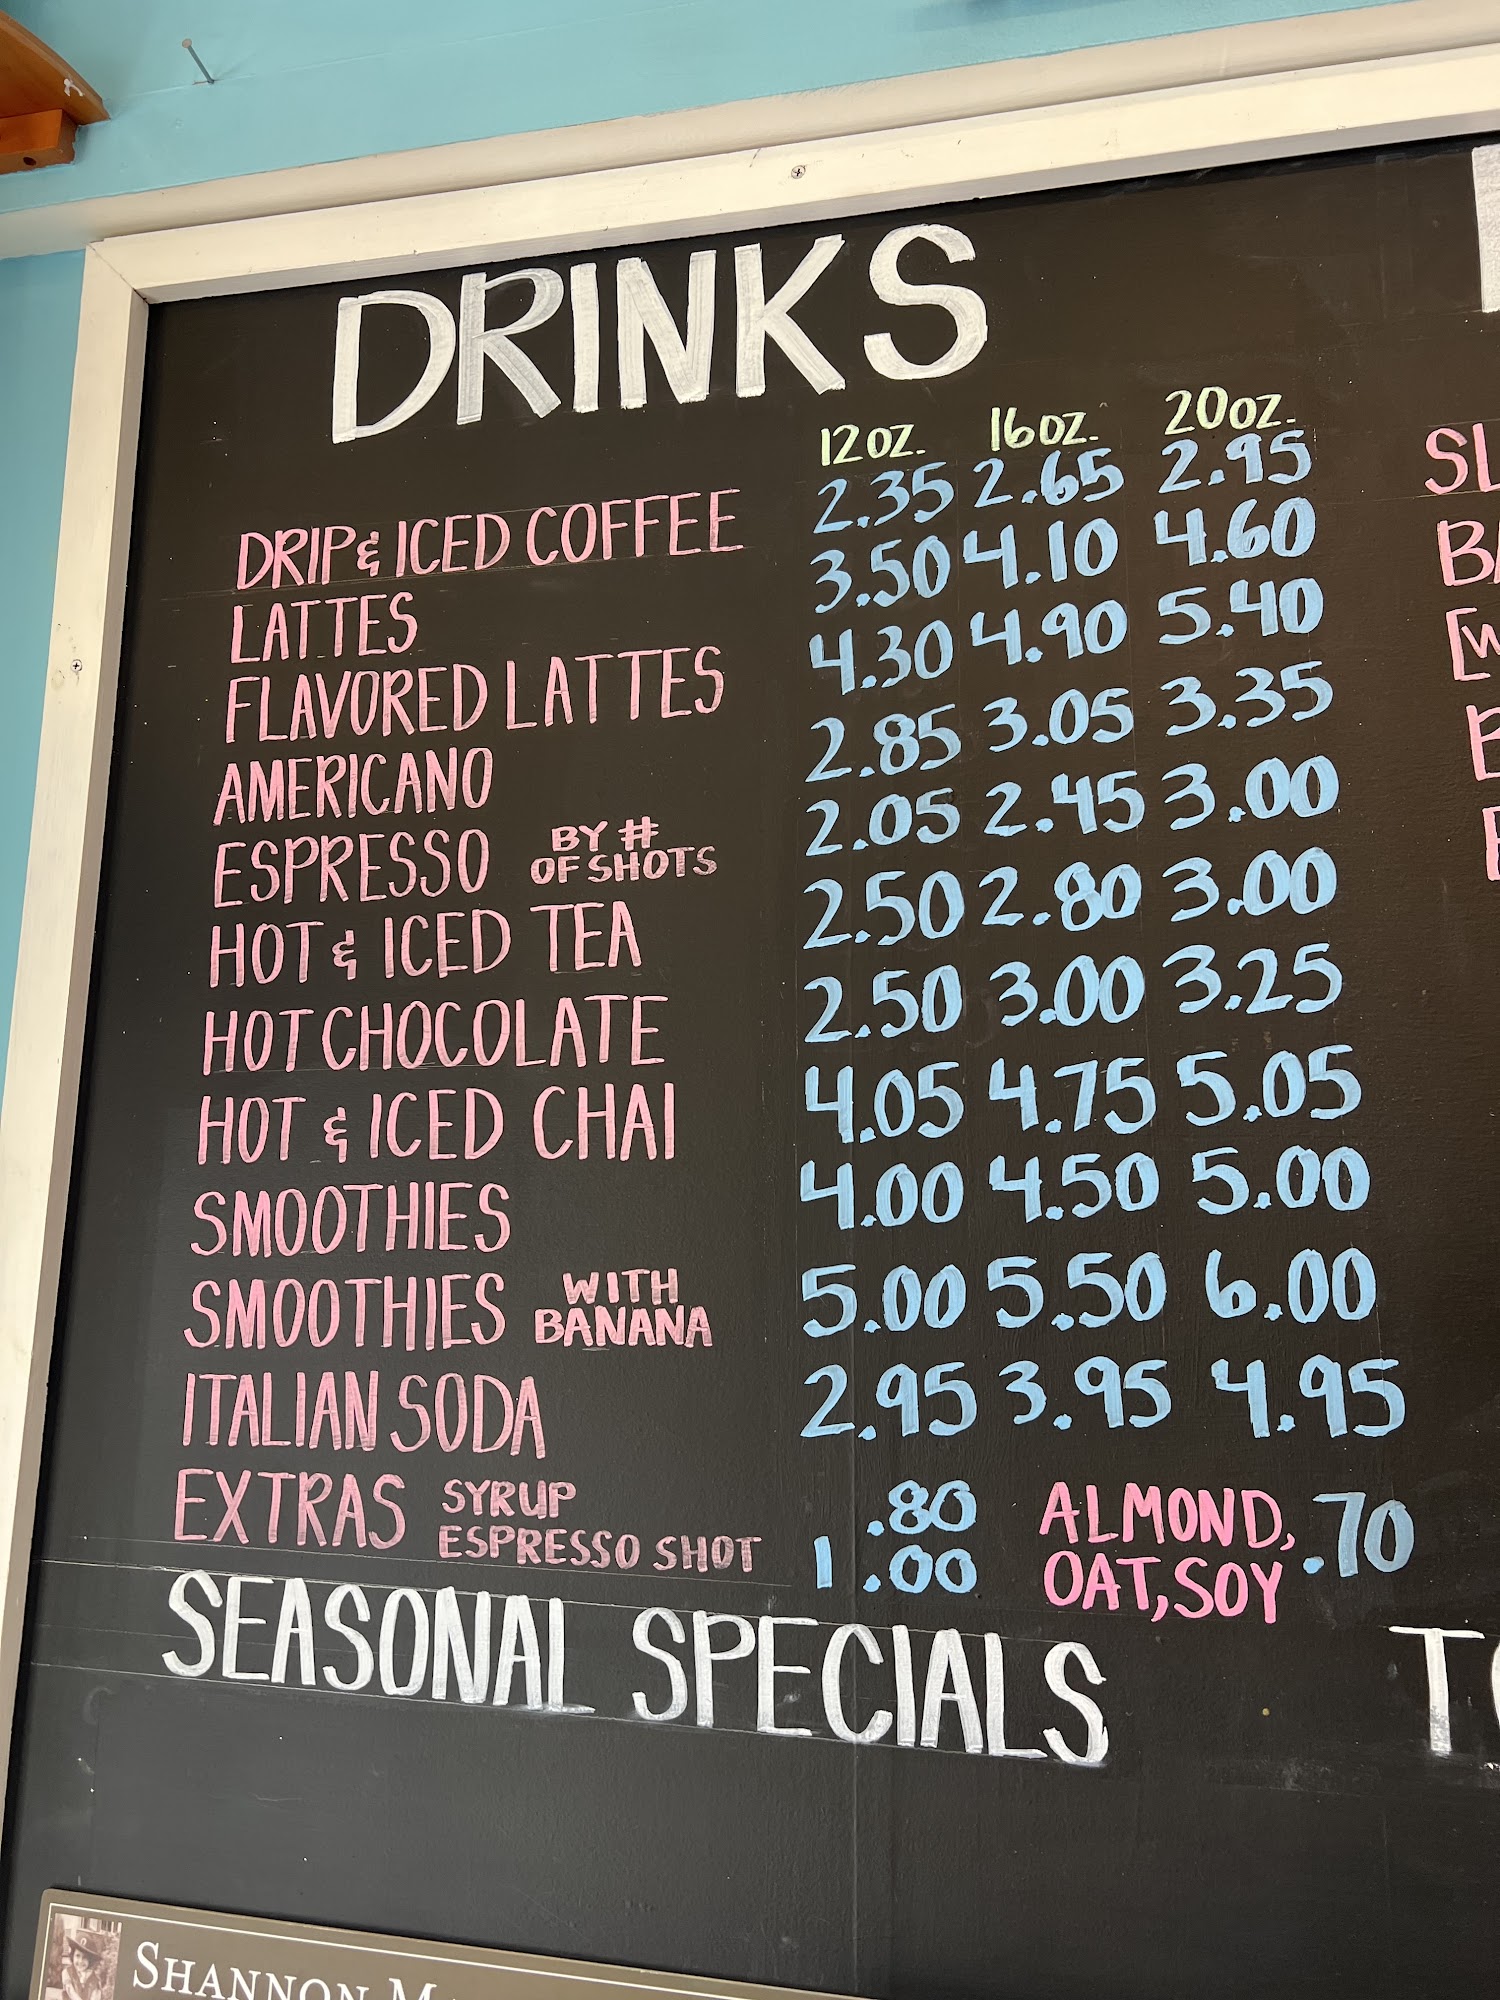 DRINKS
12oz. 16oz. 20oz.
DRIP & ICED COFFEE 2.35 2.65 2.95
LATTES 3.50 4.10 4.60
FLAVORED LATTES 4.30 4.90 5.40
AMERICANO 2.85 3.05 3.35
ESPRESSO BY # OF SHOTS 2.05 2.45 3.00
HOT & ICED TEA 2.50 2.80 3.00
HOT CHOCOLATE 2.50 3.00 3.25
HOT & ICED CHAI 4.05 4.75 5.05
SMOOTHIES 4.00 4.50 5.00
SMOOTHIES WITH BANANA 5.00 5.50 6.00
ITALIAN SODA 2.95 3.95 4.95
EXTRAS SYRUP .80 ALMOND, .70
ESPRESSO SHOT 1.00 OAT, SOY
SEASONAL SPECIALS
SHANNON